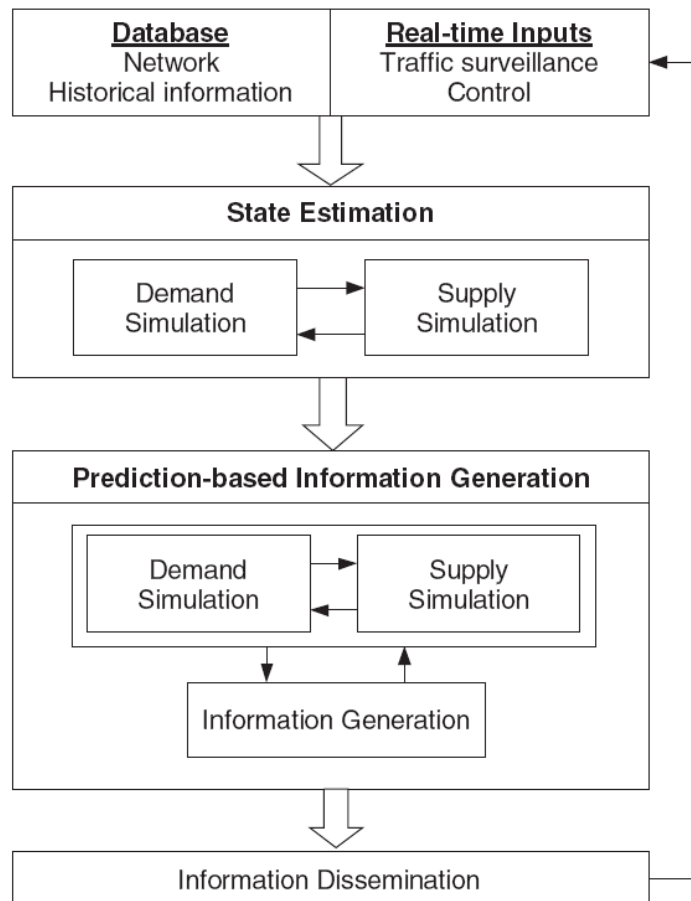 Database
Network
Historical information
Real-time Inputs
Traffic surveillance
Control
State Estimation
Demand
Simulation
Supply
Simulation
Prediction-based Information Generation
Demand
Simulation
Supply
Simulation
Information Generation
Information Dissemination